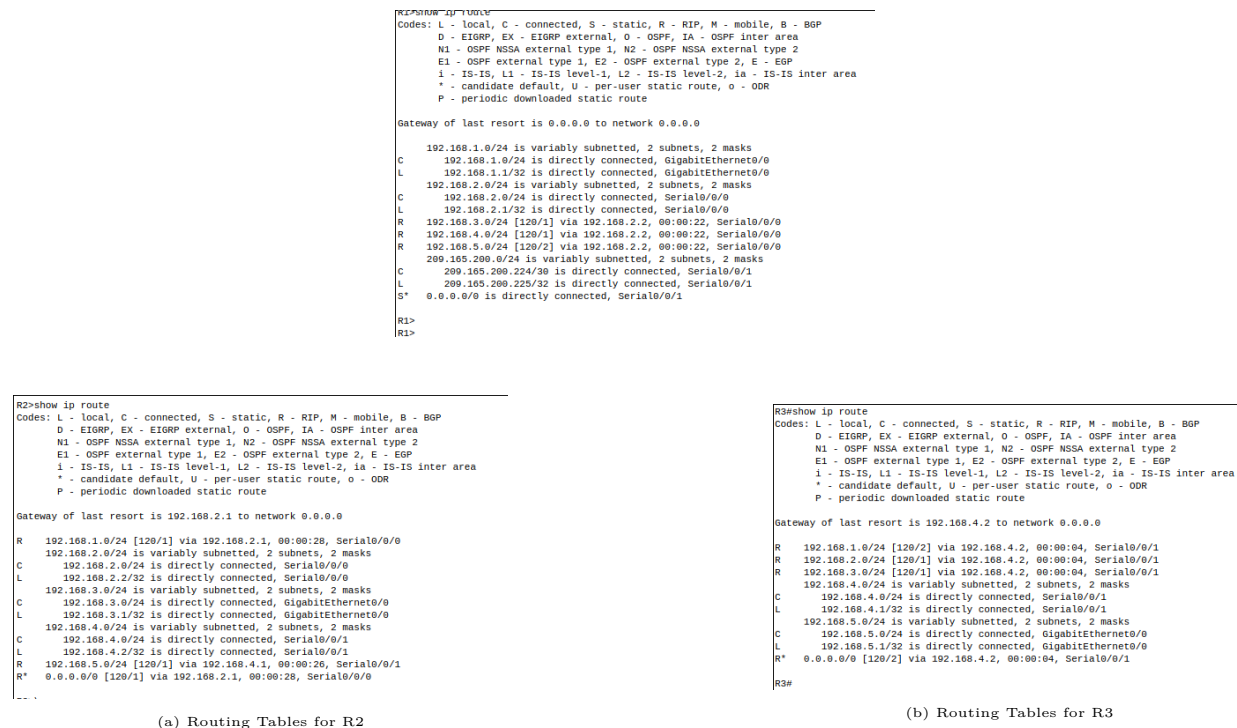 R1>show ip route
Codes: L - local, C - connected, S - static, R - RIP, M - mobile, B - BGP
       D - EIGRP, EX - EIGRP external, O - OSPF, IA - OSPF inter area
       N1 - OSPF NSSA external type 1, N2 - OSPF NSSA external type 2
       E1 - OSPF external type 1, E2 - OSPF external type 2, E - EGP
       i - IS-IS, L1 - IS-IS level-1, L2 - IS-IS level-2, ia - IS-IS inter area
       * - candidate default, U - per-user static route, o - ODR
       P - periodic downloaded static route
Gateway of last resort is 0.0.0.0 to network 0.0.0.0
     192.168.1.0/24 is variably subnetted, 2 subnets, 2 masks
C       192.168.1.0/24 is directly connected, GigabitEthernet0/0
L       192.168.1.1/32 is directly connected, GigabitEthernet0/0
     192.168.2.0/24 is variably subnetted, 2 subnets, 2 masks
C       192.168.2.0/24 is directly connected, Serial0/0/0
L       192.168.2.1/32 is directly connected, Serial0/0/0
R    192.168.3.0/24 [120/1] via 192.168.2.2, 00:00:22, Serial0/0/0
R    192.168.4.0/24 [120/1] via 192.168.2.2, 00:00:22, Serial0/0/0
R    192.168.5.0/24 [120/2] via 192.168.2.2, 00:00:22, Serial0/0/0
     209.165.200.0/24 is variably subnetted, 2 subnets, 2 masks
C       209.165.200.224/30 is directly connected, Serial0/0/1
L       209.165.200.225/32 is directly connected, Serial0/0/1
S*   0.0.0.0/0 is directly connected, Serial0/0/1
R1>
R1>
R2>show ip route
Codes: L - local, C - connected, S - static, R - RIP, M - mobile, B - BGP
       D - EIGRP, EX - EIGRP external, O - OSPF, IA - OSPF inter area
       N1 - OSPF NSSA external type 1, N2 - OSPF NSSA external type 2
       E1 - OSPF external type 1, E2 - OSPF external type 2, E - EGP
       i - IS-IS, L1 - IS-IS level-1, L2 - IS-IS level-2, ia - IS-IS inter area
       * - candidate default, U - per-user static route, o - ODR
       P - periodic downloaded static route
Gateway of last resort is 192.168.2.1 to network 0.0.0.0
R    192.168.1.0/24 [120/1] via 192.168.2.1, 00:00:28, Serial0/0/0
     192.168.2.0/24 is variably subnetted, 2 subnets, 2 masks
C       192.168.2.0/24 is directly connected, Serial0/0/0
L       192.168.2.2/32 is directly connected, Serial0/0/0
     192.168.3.0/24 is variably subnetted, 2 subnets, 2 masks
C       192.168.3.0/24 is directly connected, GigabitEthernet0/0
L       192.168.3.1/32 is directly connected, GigabitEthernet0/0
     192.168.4.0/24 is variably subnetted, 2 subnets, 2 masks
C       192.168.4.0/24 is directly connected, Serial0/0/1
L       192.168.4.2/32 is directly connected, Serial0/0/1
R    192.168.5.0/24 [120/1] via 192.168.4.1, 00:00:26, Serial0/0/1
R*   0.0.0.0/0 [120/1] via 192.168.2.1, 00:00:28, Serial0/0/0
(a) Routing Tables for R2
R3#show ip route
Codes: L - local, C - connected, S - static, R - RIP, M - mobile, B - BGP
       D - EIGRP, EX - EIGRP external, O - OSPF, IA - OSPF inter area
       N1 - OSPF NSSA external type 1, N2 - OSPF NSSA external type 2
       E1 - OSPF external type 1, E2 - OSPF external type 2, E - EGP
       i - IS-IS, L1 - IS-IS level-1, L2 - IS-IS level-2, ia - IS-IS inter area
       * - candidate default, U - per-user static route, o - ODR
       P - periodic downloaded static route
Gateway of last resort is 192.168.4.2 to network 0.0.0.0
R    192.168.1.0/24 [120/2] via 192.168.4.2, 00:00:04, Serial0/0/1
R    192.168.2.0/24 [120/1] via 192.168.4.2, 00:00:04, Serial0/0/1
R    192.168.3.0/24 [120/1] via 192.168.4.2, 00:00:04, Serial0/0/1
     192.168.4.0/24 is variably subnetted, 2 subnets, 2 masks
C       192.168.4.0/24 is directly connected, Serial0/0/1
L       192.168.4.1/32 is directly connected, Serial0/0/1
     192.168.5.0/24 is variably subnetted, 2 subnets, 2 masks
C       192.168.5.0/24 is directly connected, GigabitEthernet0/0
L       192.168.5.1/32 is directly connected, GigabitEthernet0/0
R*   0.0.0.0/0 [120/2] via 192.168.4.2, 00:00:04, Serial0/0/1
R3#
(b) Routing Tables for R3